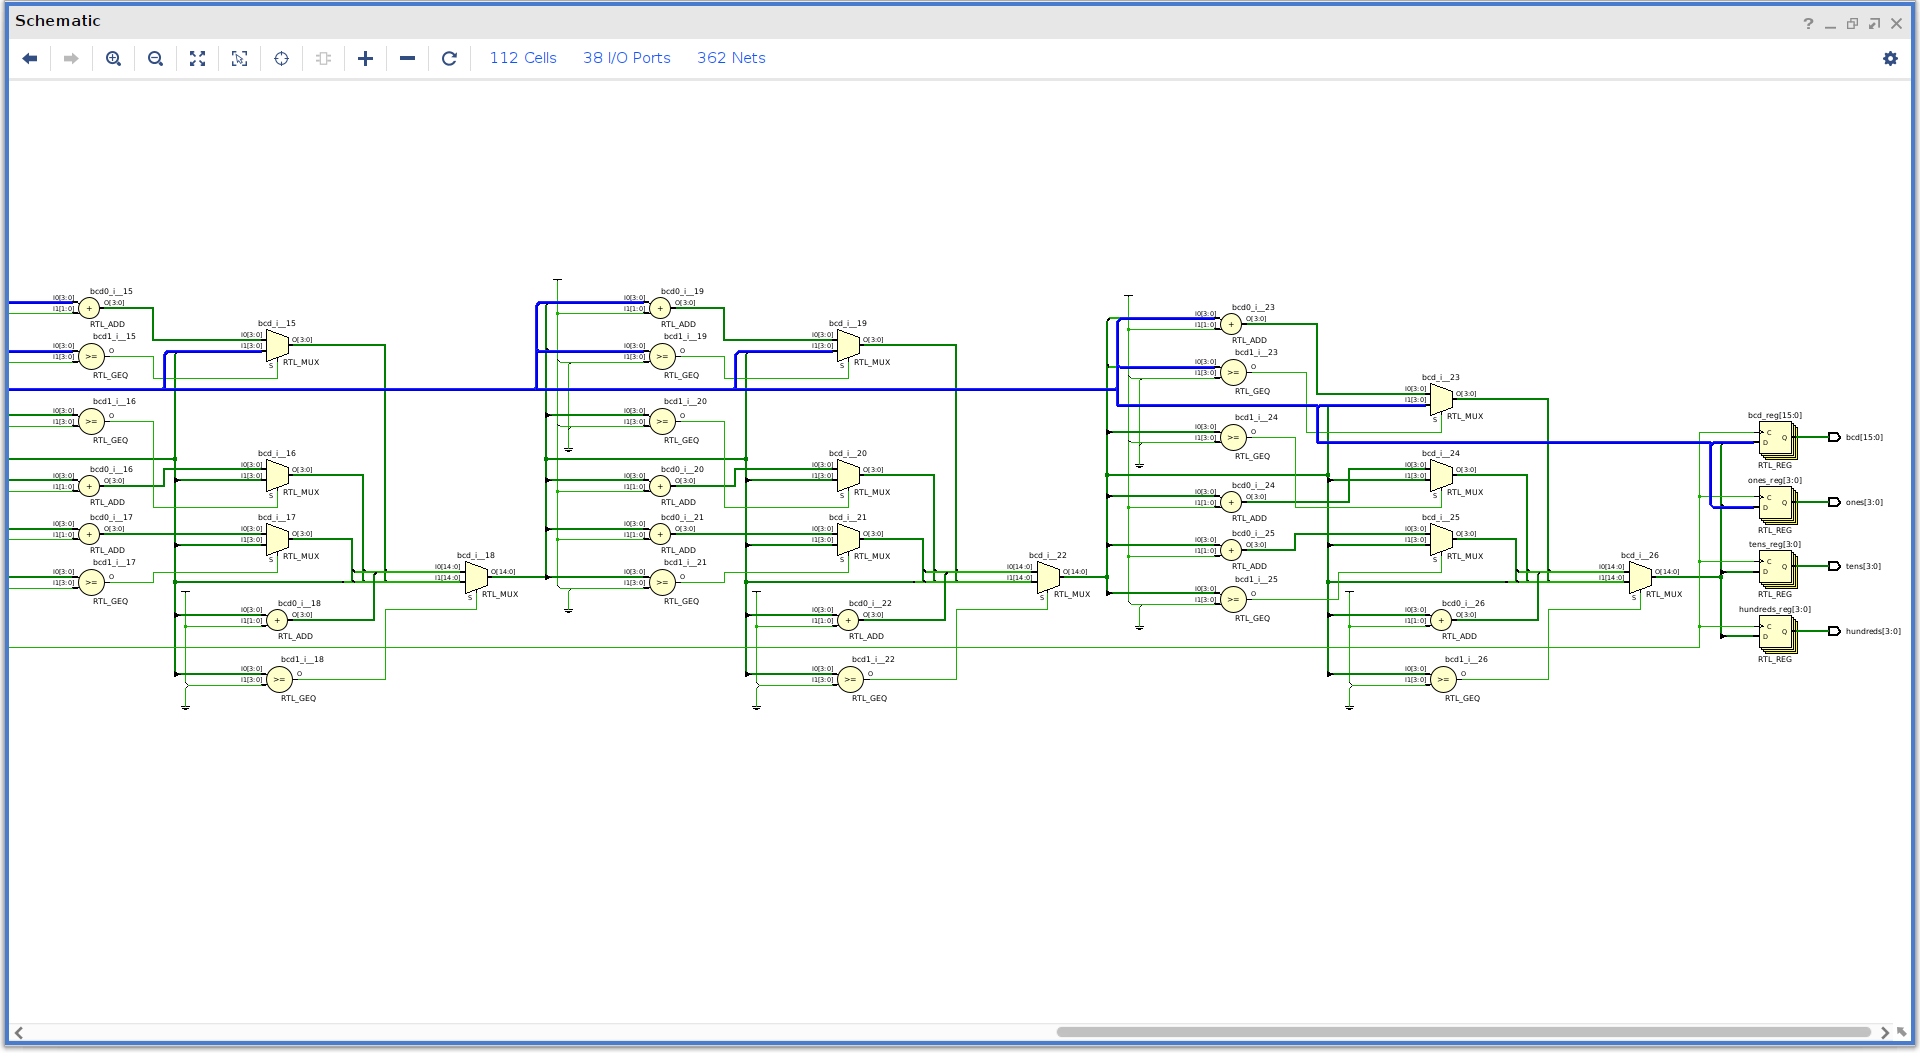 Schematic
112 Cells 38 I/O Ports 362 Nets
bcd0_i__15
I0[3:0]
I1[1:0]
+
O[3:0]
RTL_ADD
bcd1_i__15
I0[3:0]
I1[3:0]
>=
O
RTL_GEQ
bcd_i__15
I0[3:0]
I1[3:0]
S
O[3:0]
RTL_MUX
bcd1_i__16
I0[3:0]
I1[3:0]
>=
O
RTL_GEQ
bcd0_i__16
I0[3:0]
I1[1:0]
+
O[3:0]
RTL_ADD
bcd_i__16
I0[3:0]
I1[3:0]
S
O[3:0]
RTL_MUX
bcd0_i__17
I0[3:0]
I1[1:0]
+
O[3:0]
RTL_ADD
bcd1_i__17
I0[3:0]
I1[3:0]
>=
O
RTL_GEQ
bcd_i__17
I0[3:0]
I1[3:0]
S
O[3:0]
RTL_MUX
bcd0_i__18
I0[3:0]
I1[1:0]
+
O[3:0]
RTL_ADD
bcd1_i__18
I0[3:0]
I1[3:0]
>=
O
RTL_GEQ
bcd_i__18
I0[14:0]
I1[14:0]
S
O[14:0]
RTL_MUX
bcd0_i__19
I0[3:0]
I1[1:0]
+
O[3:0]
RTL_ADD
bcd1_i__19
I0[3:0]
I1[3:0]
>=
O
RTL_GEQ
bcd_i__19
I0[3:0]
I1[3:0]
S
O[3:0]
RTL_MUX
bcd1_i__20
I0[3:0]
I1[3:0]
>=
O
RTL_GEQ
bcd0_i__20
I0[3:0]
I1[1:0]
+
O[3:0]
RTL_ADD
bcd_i__20
I0[3:0]
I1[3:0]
S
O[3:0]
RTL_MUX
bcd0_i__21
I0[3:0]
I1[1:0]
+
O[3:0]
RTL_ADD
bcd1_i__21
I0[3:0]
I1[3:0]
>=
O
RTL_GEQ
bcd_i__21
I0[3:0]
I1[3:0]
S
O[3:0]
RTL_MUX
bcd0_i__22
I0[3:0]
I1[1:0]
+
O[3:0]
RTL_ADD
bcd1_i__22
I0[3:0]
I1[3:0]
>=
O
RTL_GEQ
bcd_i__22
I0[14:0]
I1[14:0]
S
O[14:0]
RTL_MUX
bcd0_i__23
I0[3:0]
I1[1:0]
+
O[3:0]
RTL_ADD
bcd1_i__23
I0[3:0]
I1[3:0]
>=
O
RTL_GEQ
bcd_i__23
I0[3:0]
I1[3:0]
S
O[3:0]
RTL_MUX
bcd1_i__24
I0[3:0]
I1[3:0]
>=
O
RTL_GEQ
bcd0_i__24
I0[3:0]
I1[1:0]
+
O[3:0]
RTL_ADD
bcd_i__24
I0[3:0]
I1[3:0]
S
O[3:0]
RTL_MUX
bcd0_i__25
I0[3:0]
I1[1:0]
+
O[3:0]
RTL_ADD
bcd1_i__25
I0[3:0]
I1[3:0]
>=
O
RTL_GEQ
bcd_i__25
I0[3:0]
I1[3:0]
S
O[3:0]
RTL_MUX
bcd0_i__26
I0[3:0]
I1[1:0]
+
O[3:0]
RTL_ADD
bcd1_i__26
I0[3:0]
I1[3:0]
>=
O
RTL_GEQ
bcd_i__26
I0[14:0]
I1[14:0]
S
O[14:0]
RTL_MUX
bcd_reg[15:0]
C
D
Q
RTL_REG
bcd[15:0]
ones_reg[3:0]
C
D
Q
RTL_REG
ones[3:0]
tens_reg[3:0]
C
D
Q
RTL_REG
tens[3:0]
hundreds_reg[3:0]
C
D
Q
RTL_REG
hundreds[3:0]